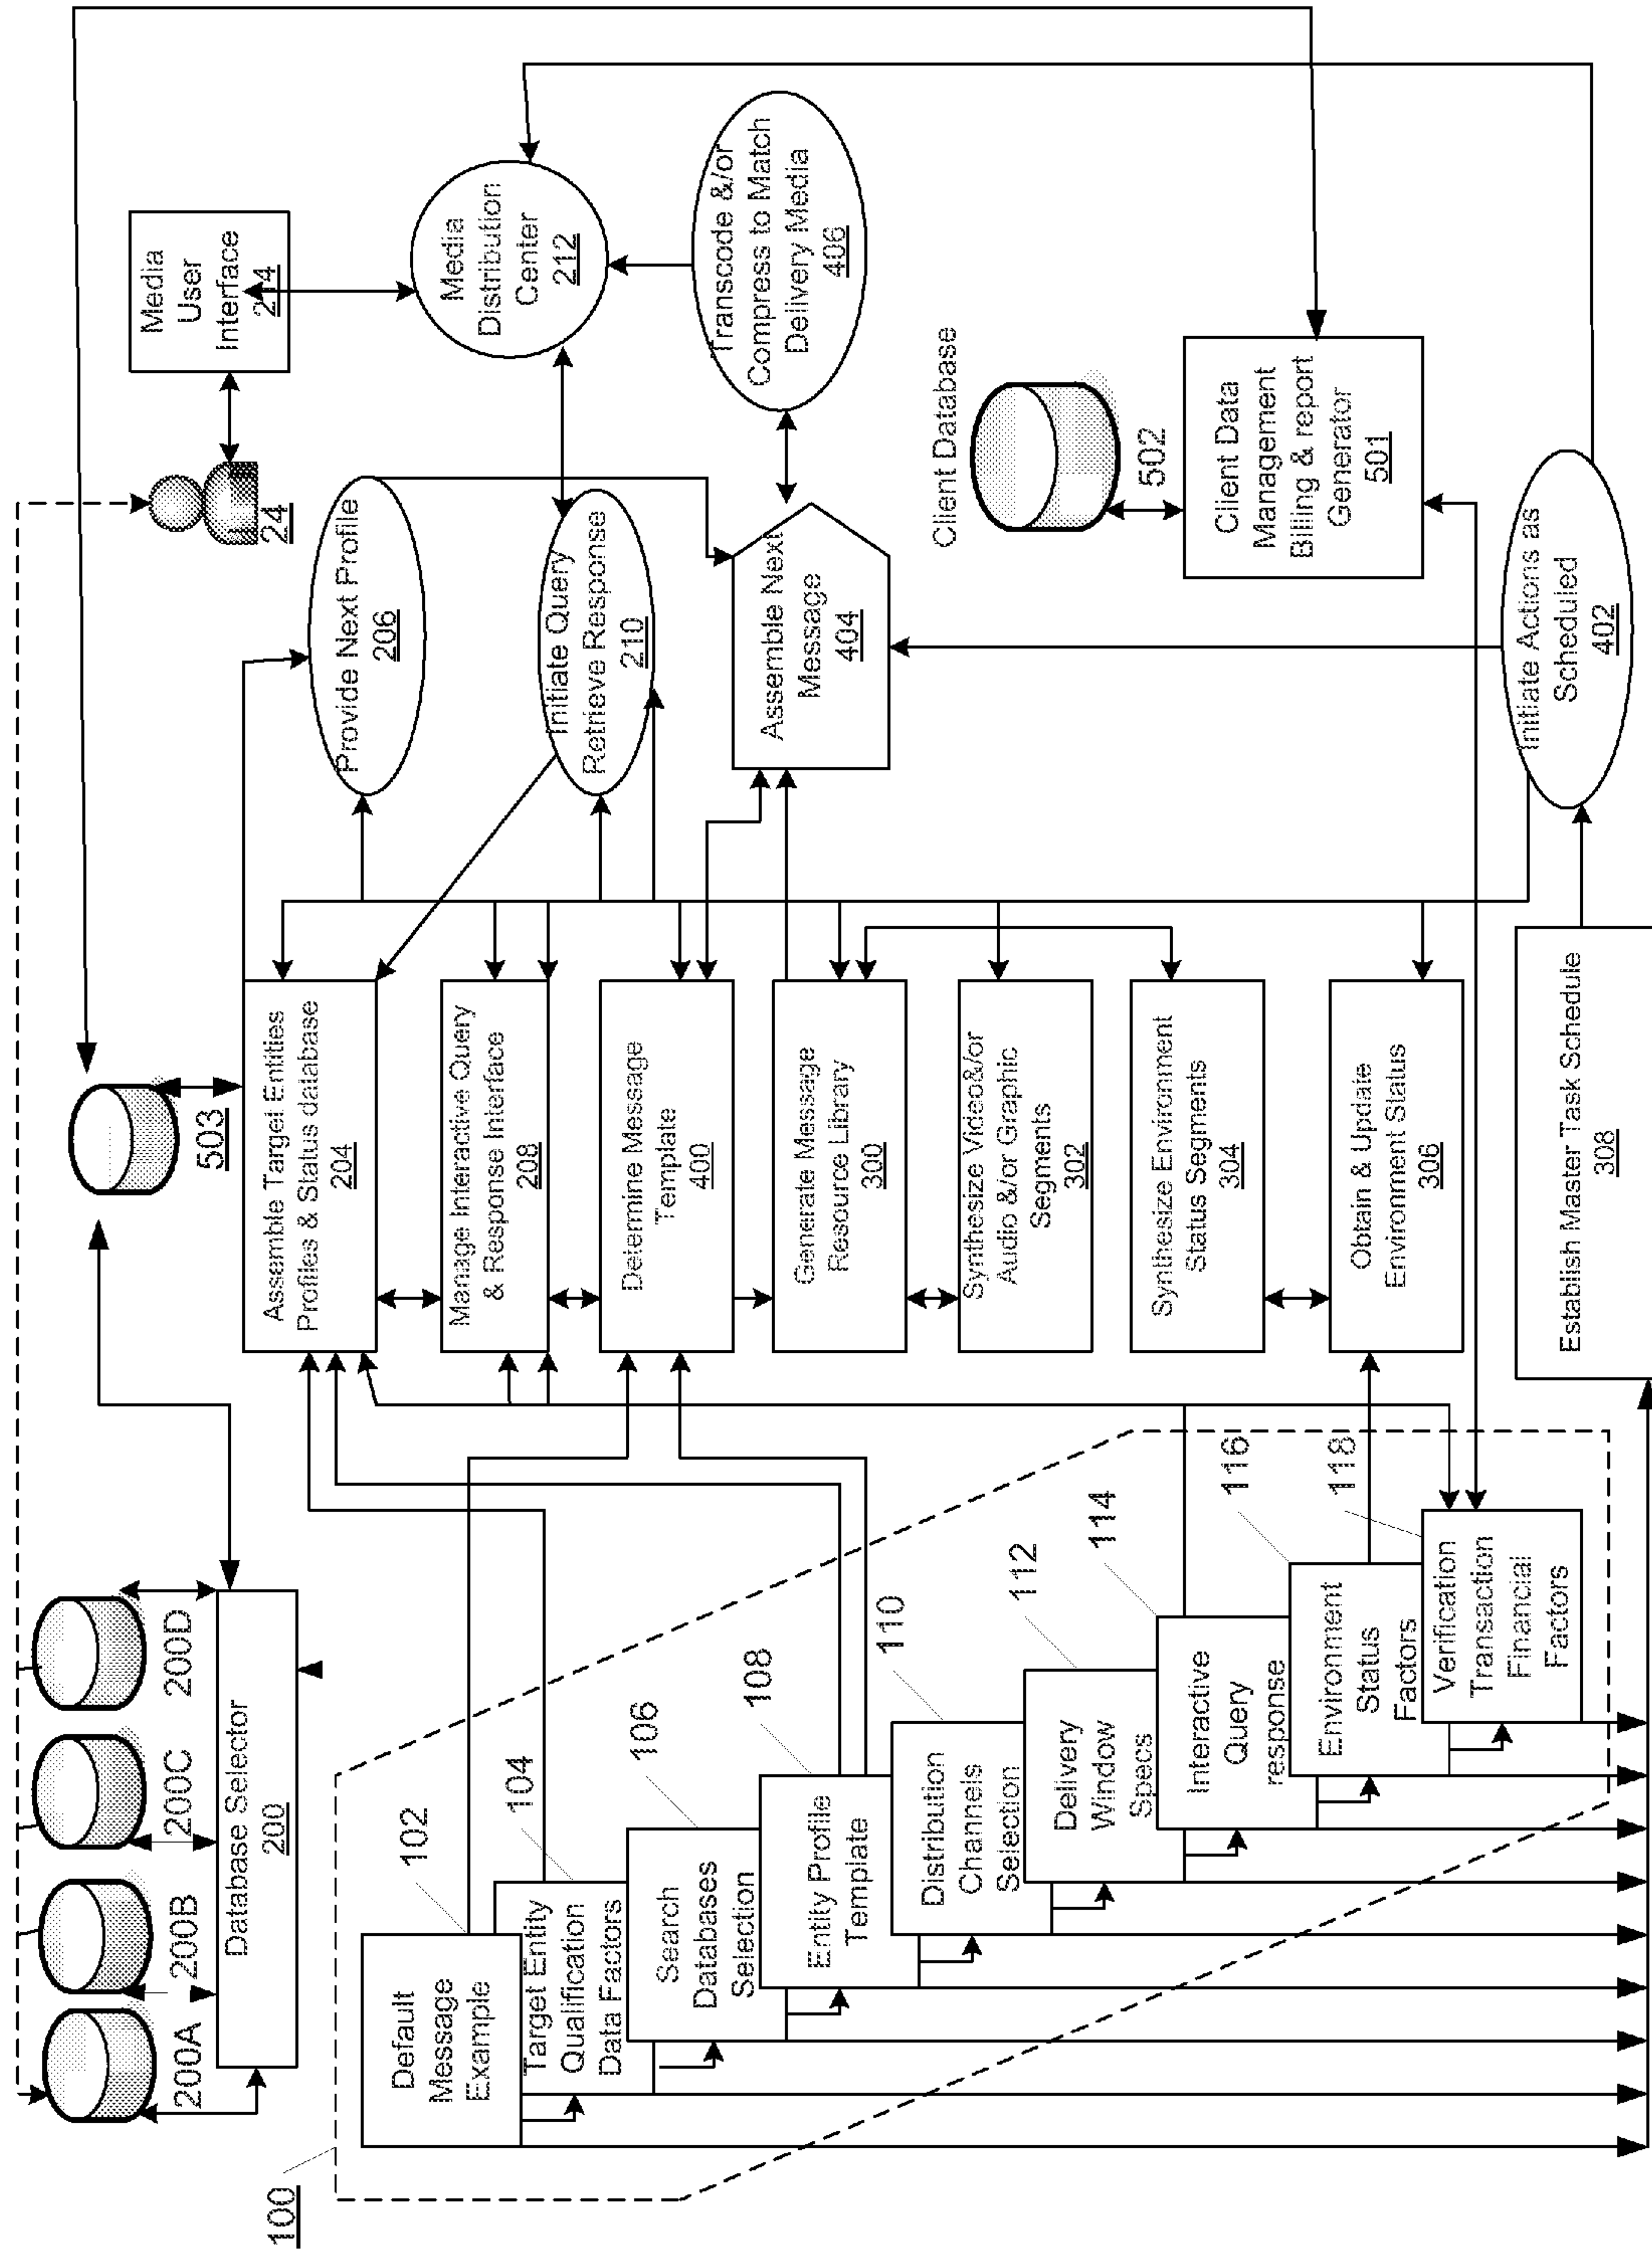 200A
200B
200C
200D
Database Selector
200
503
24
Media
User
Interface
214
Media
Distribution
Center
212
Provide Next Profile
206
Initiate Query
Retrieve Response
210
Transcode &/or
Compress to Match
Delivery Media
406
Assemble Next
Message
404
Client Database
502
Client Data
Management
Billing & report
Generator
501
Initiate Actions as
Scheduled
402
Assemble Target Entities
Profiles & Status database
204
Manage Interactive Query
& Response Interface
208
Determine Message
Template
400
Generate Message
Resource Library
300
Synthesize Video&/or
Audio &/or Graphic
Segments
302
Synthesize Environment
Status Segments
304
Obtain & Update
Environment Status
306
Establish Master Task Schedule
308
100
102
Default
Message
Example
104
Target Entity
Qualification
Data Factors
106
Search
Databases
Selection
108
Entity Profile
Template
110
Distribution
Channels
Selection
112
Delivery
Window
Specs
114
Interactive
Query
response
116
Environment
Status
Factors
118
Verification
Transaction
Financial
Factors